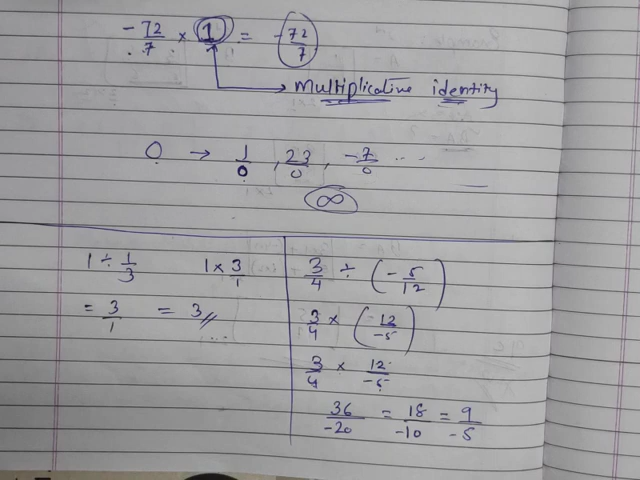 -72/7 × 1 = -72/7
Multiplicative identity
0 → 1/0 , 23/0 , -7/0 ...
∞
1 ÷ 1/3 1 × 3/1
= 3/1 = 3
3/4 ÷ (-5/12)
3/4 × (-12/-5)
3/4 × 12/-5
36/-20 = 18/-10 = 9/-5